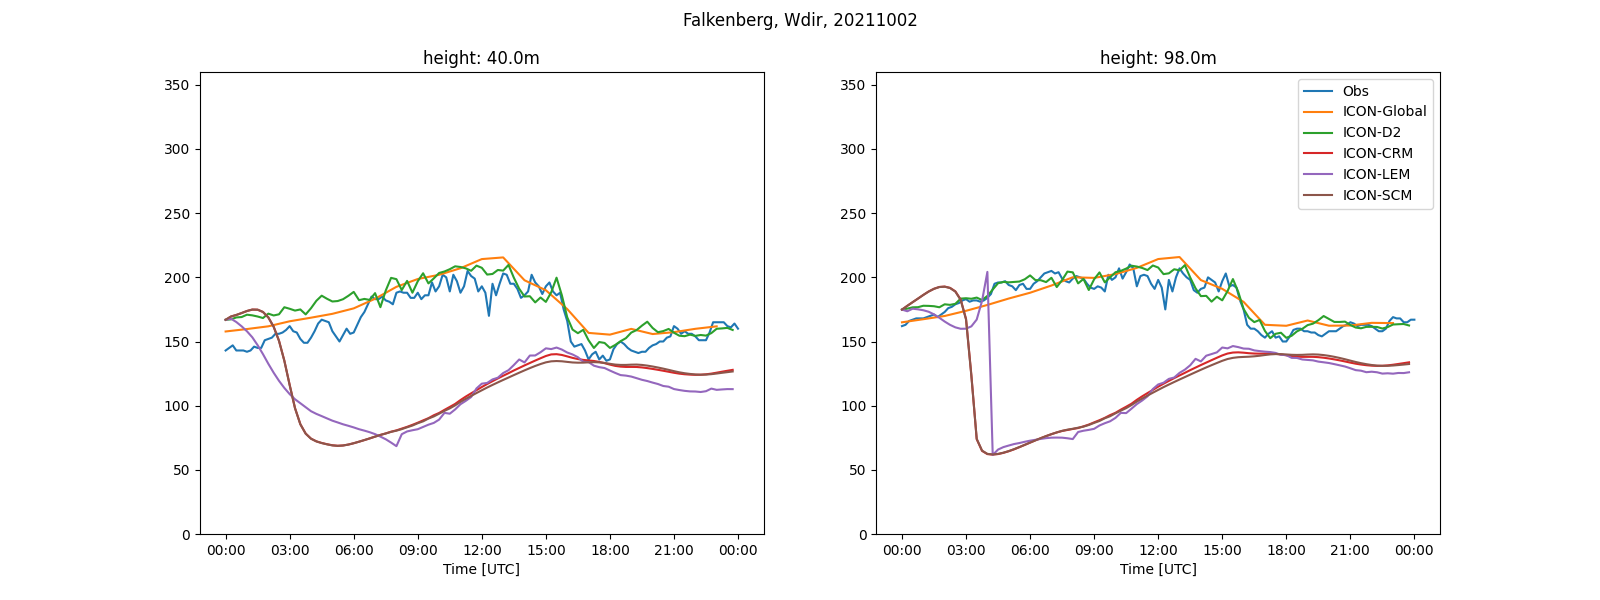 Falkenberg, Wdir, 20211002
height: 40.0m
350
300
250
200
150
100
50
0
00:00 03:00 06:00 09:00 12:00 15:00 18:00 21:00 00:00
Time [UTC]
height: 98.0m
350
300
250
200
150
100
50
0
00:00 03:00 06:00 09:00 12:00 15:00 18:00 21:00 00:00
Time [UTC]
Obs
ICON-Global
ICON-D2
ICON-CRM
ICON-LEM
ICON-SCM